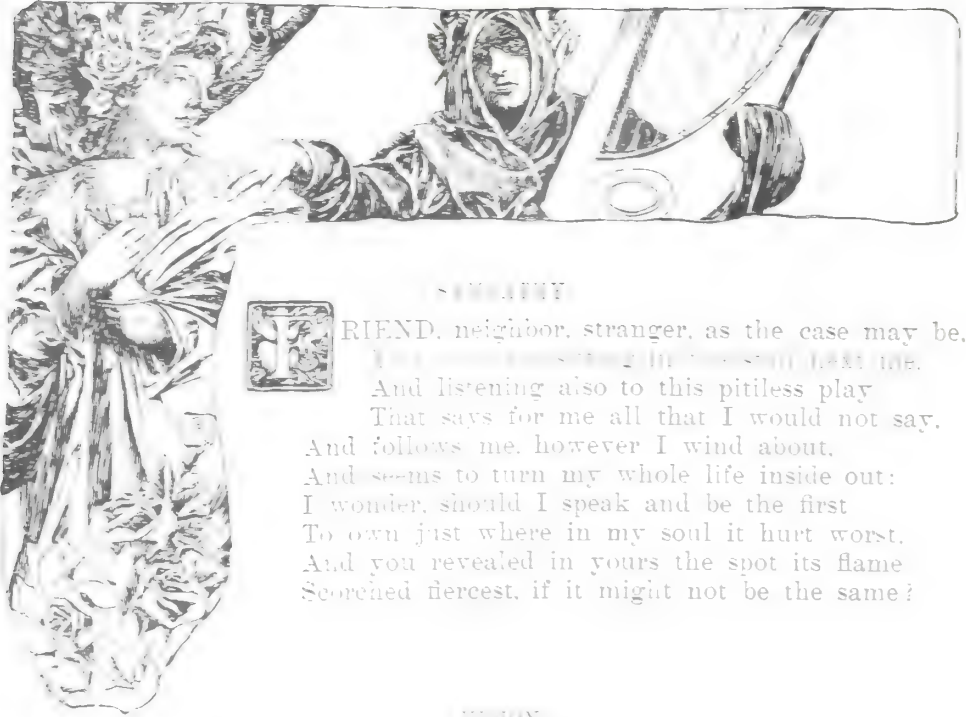 FRIEND, neighbor, stranger, as the case may be,
in next me,
And listening also to this pitiless play
That says for me all that I would not say,
And follows me, however I wind about,
And seems to turn my whole life inside out:
I wonder, should I speak and be the first
To own just where in my soul it hurt worst,
And you revealed in yours the spot its flame
Scorched fiercest, if it might not be the same?